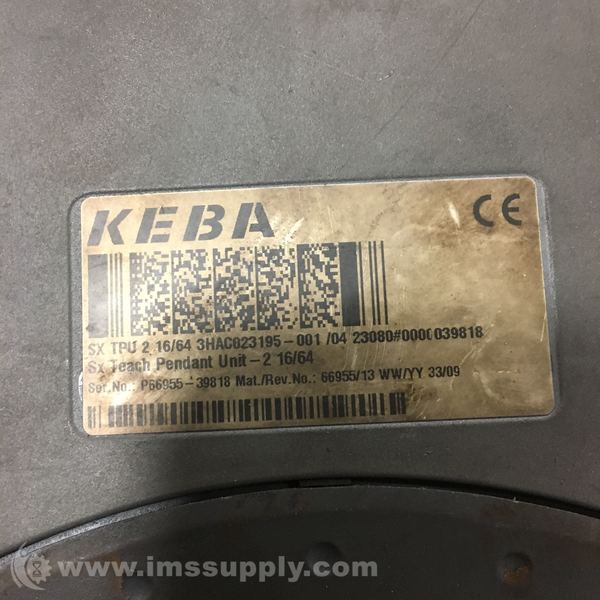 KEBA
CE
SX TPU 2 16/64 3HAC023195-001 /04 23080#0000039818
Sx Teach Pendant Unit-2 16/64
Ser.No.: P66955-39818 Mat./Rev.No.: 66955/13 WW/YY 33/09
www.imssupply.com